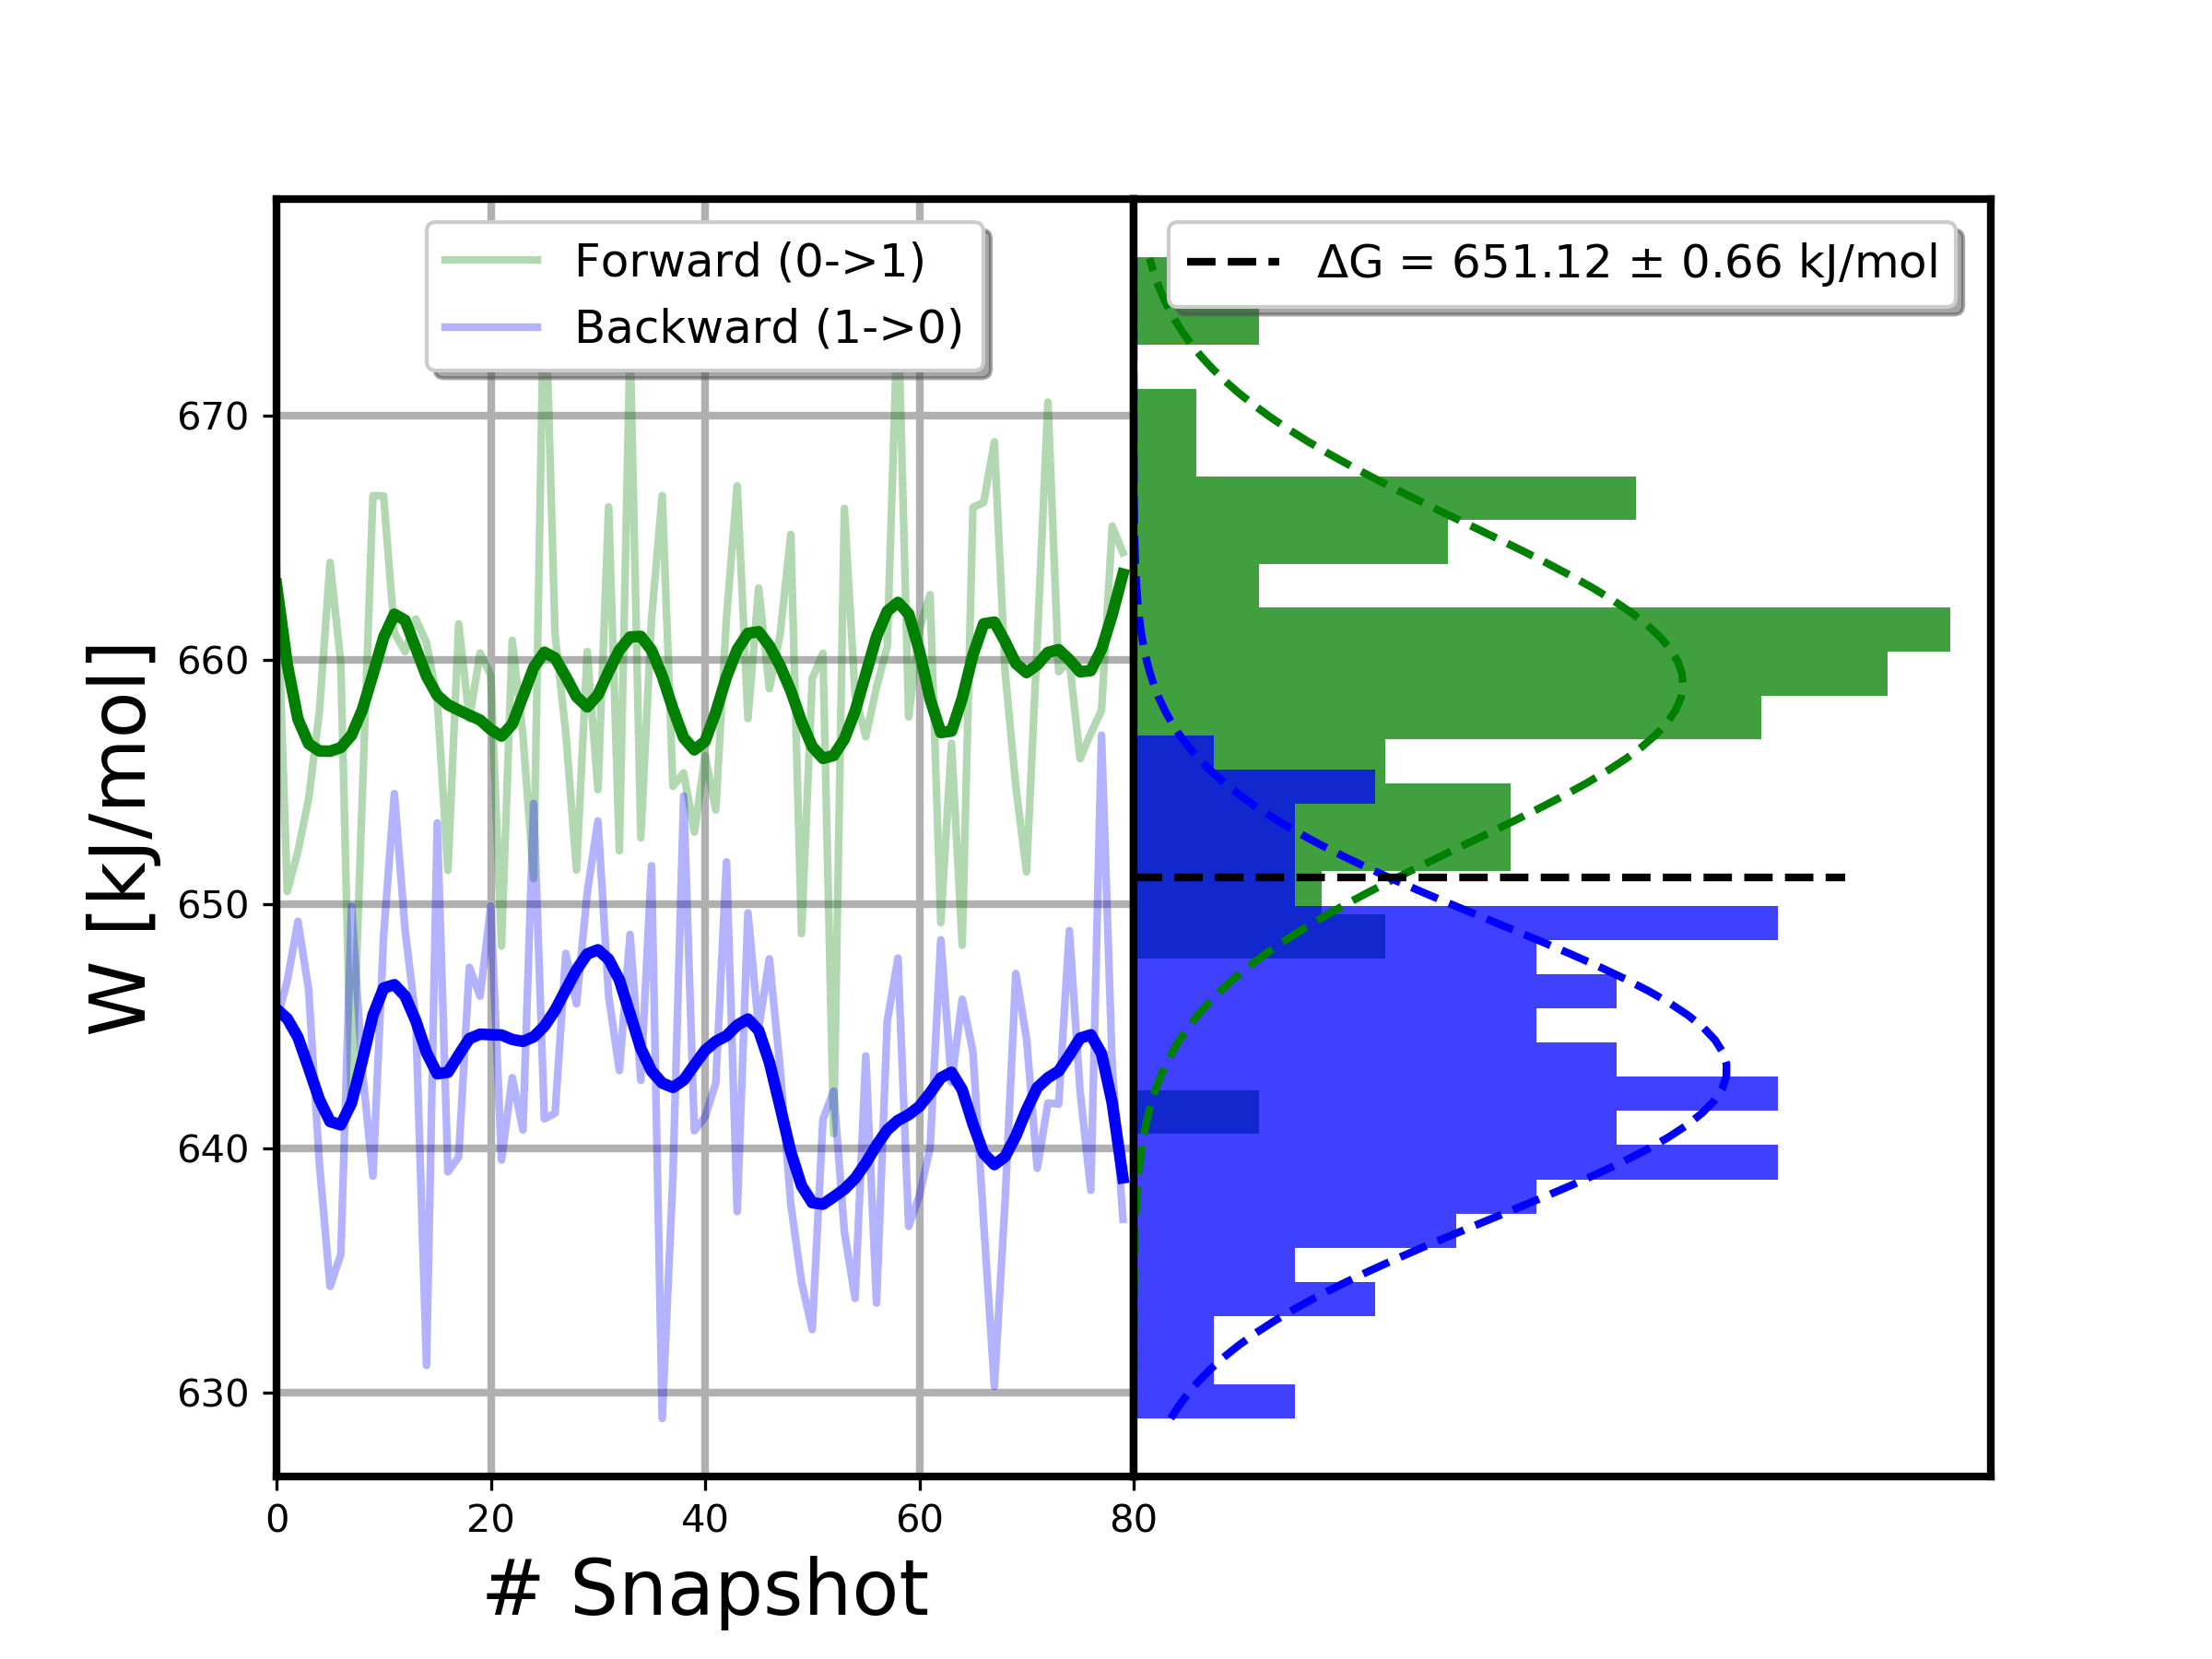 Forward (0->1)
Backward (1->0)
ΔG = 651.12 ± 0.66 kJ/mol
W [kJ/mol]
670
660
650
640
630
0 20 40 60 80
# Snapshot